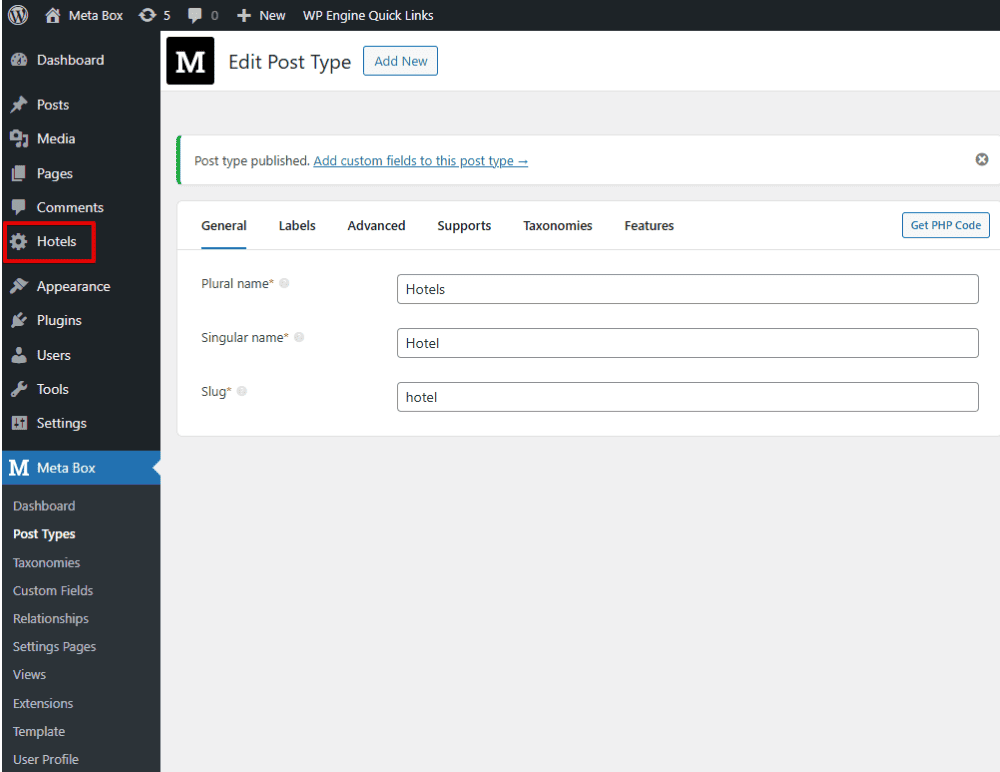 Meta Box 5 0 New WP Engine Quick Links
Dashboard
Posts
Media
Pages
Comments
Hotels
Appearance
Plugins
Users
Tools
Settings
M Meta Box
Dashboard
Post Types
Taxonomies
Custom Fields
Relationships
Settings Pages
Views
Extensions
Template
User Profile
M Edit Post Type Add New
Post type published. Add custom fields to this post type →
General Labels Advanced Supports Taxonomies Features Get PHP Code
Plural name* Hotels
Singular name* Hotel
Slug* hotel